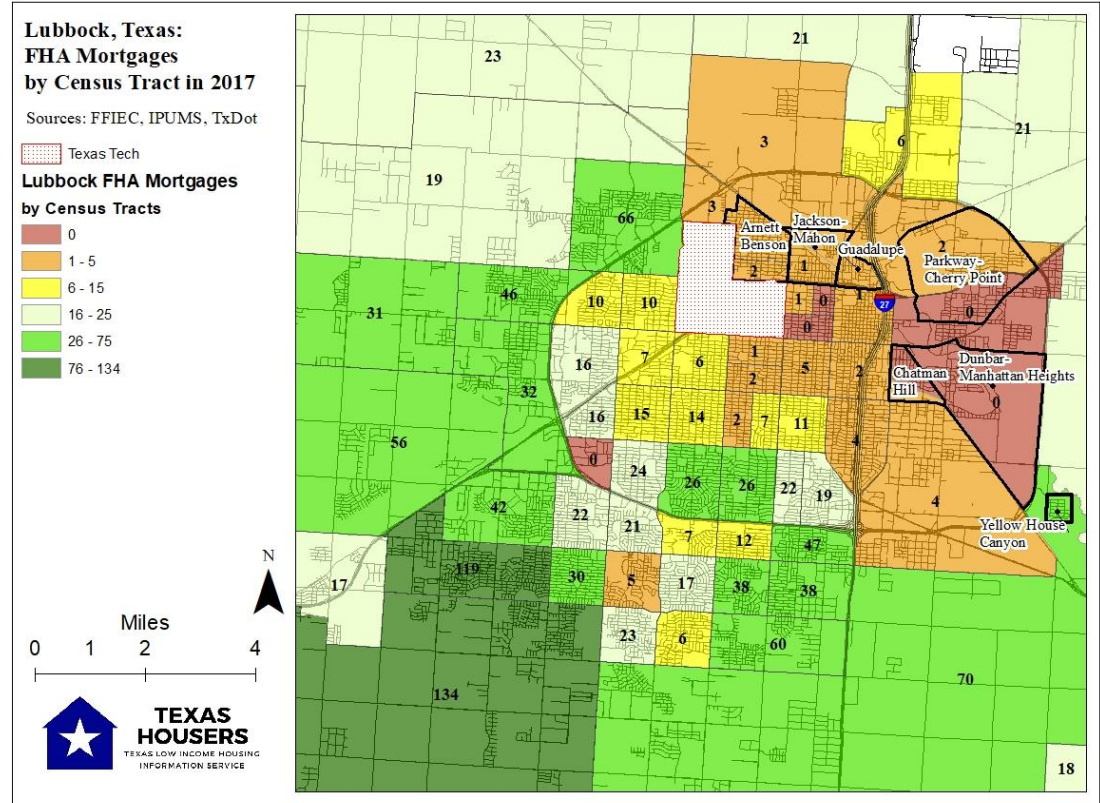 Lubbock, Texas:
FHA Mortgages
by Census Tract in 2017
Sources: FFIEC, IPUMS, TxDot
Texas Tech
Lubbock FHA Mortgages
by Census Tracts
0
1 - 5
6 - 15
16 - 25
26 - 75
76 - 134
N
Miles
0 1 2 4
TEXAS
HOUSERS
TEXAS LOW INCOME HOUSING
INFORMATION SERVICE
21
23
21
6
3
19
66
3
Arnett
Benson
Jackson-
Mahon
Guadalupe
2
Parkway-
Cherry Point
2
1
46
10
10
1
0
1
27
0
31
0
16
7
6
1
5
2
2
Chatman
Hill
Dunbar-
Manhattan Heights
0
32
16
15
14
2
7
11
4
56
0
24
26
26
22
19
4
42
22
21
7
12
47
Yellow House
Canyon
17
119
30
5
17
38
38
23
6
60
134
70
18